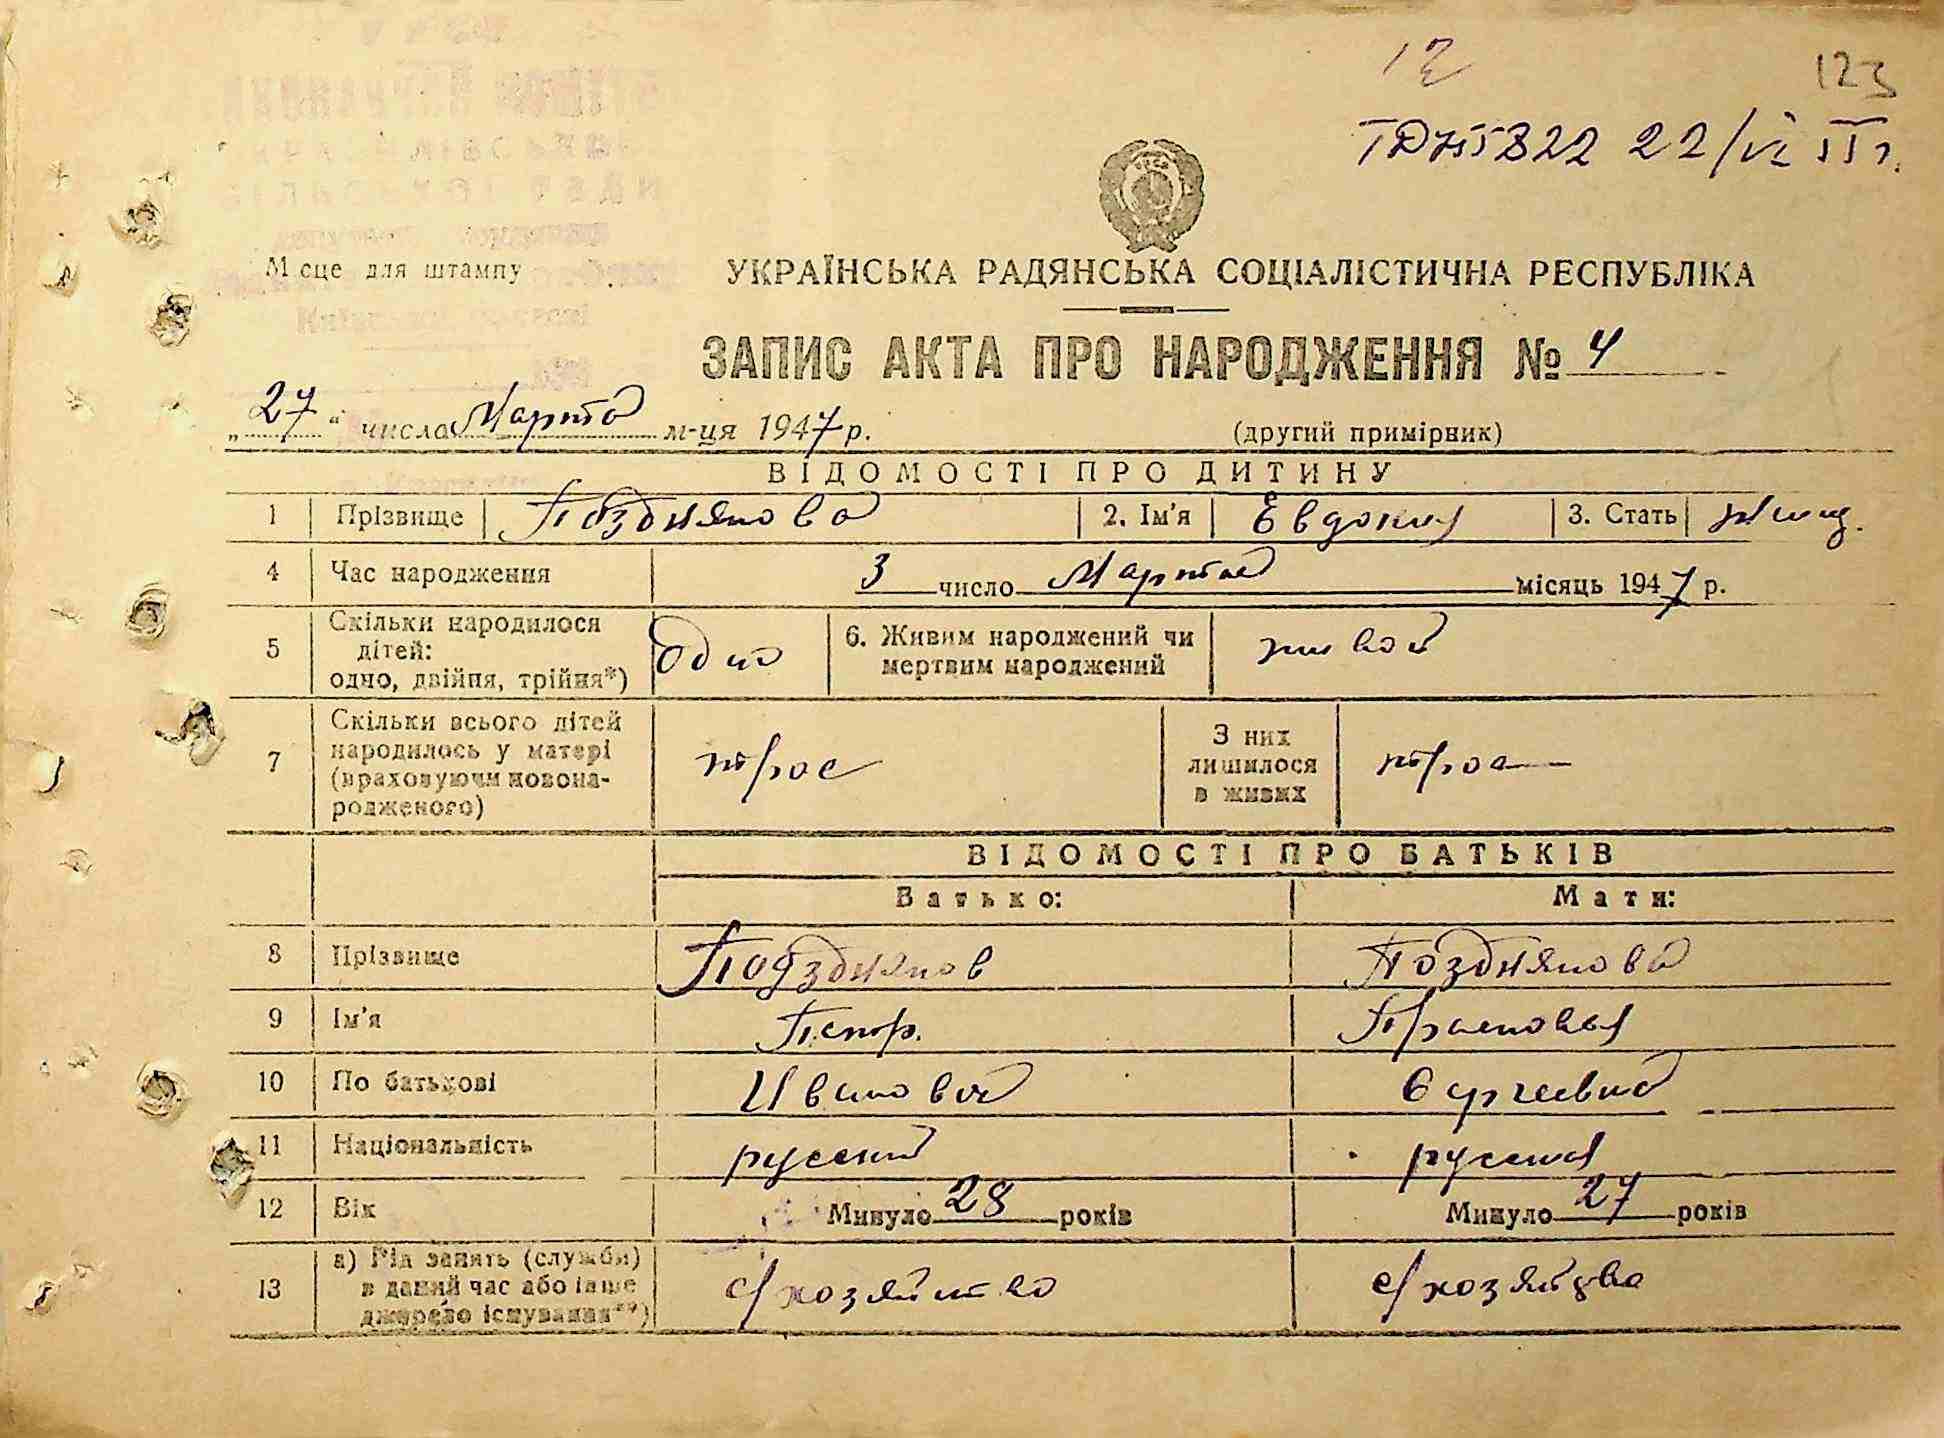 12
123
22/VI 55 г.
Місце для штампу
УКРАЇНСЬКА РАДЯНСЬКА СОЦІАЛІСТИЧНА РЕСПУБЛІКА
ЗАПИС АКТА ПРО НАРОДЖЕННЯ № 4
„27“ числа Марта м-ця 1947 р. (другий примірник)
ВІДОМОСТІ ПРО ДИТИНУ
1 Прізвище Позднякова 2. Ім'я Евдокия 3. Стать женщ.
4 Час народження 3 число Марта місяць 1947 р.
5 Скільки народилося дітей: одно, двійня, трійня*) одно 6. Живим народжений чи мертвим народжений живой
7 Скільки всього дітей народилось у матері (враховуючи новонародженого) трое З них лишилося в живих трое
ВІДОМОСТІ ПРО БАТЬКІВ
Батько: Мати:
8 Прізвище Поздняков Позднякова
9 Ім'я Петр. Прасковья
10 По батькові Иванович Сергеевна
11 Національність русский русская
12 Вік Минуло 28 років Минуло 27 років
13 а) Рід занять (служби) в даний час або інше джерело існування**) с/хозяйство с/хозяйство